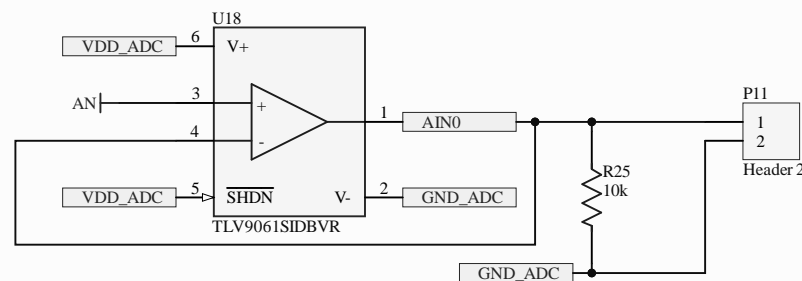 U18
VDD_ADC
6
V+
P11
AN
3
+
1
AIN0
1
4
-
2
R25
10k
Header 2
VDD_ADC
5
SHDN
V-
2
GND_ADC
TLV9061SIDBVR
GND_ADC